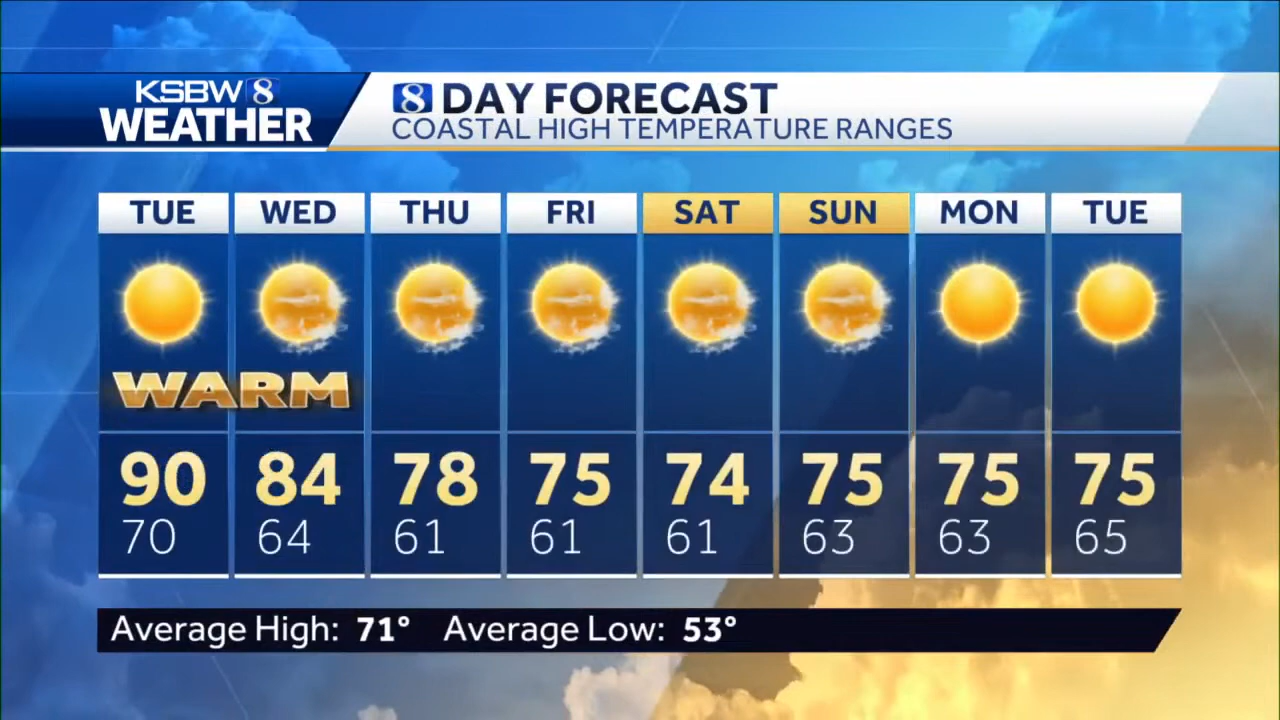 KSBW 8
WEATHER
8 DAY FORECAST
COASTAL HIGH TEMPERATURE RANGES
TUE WED THU FRI SAT SUN MON TUE
WARM
90 84 78 75 74 75 75 75
70 64 61 61 61 63 63 65
Average High: 71° Average Low: 53°